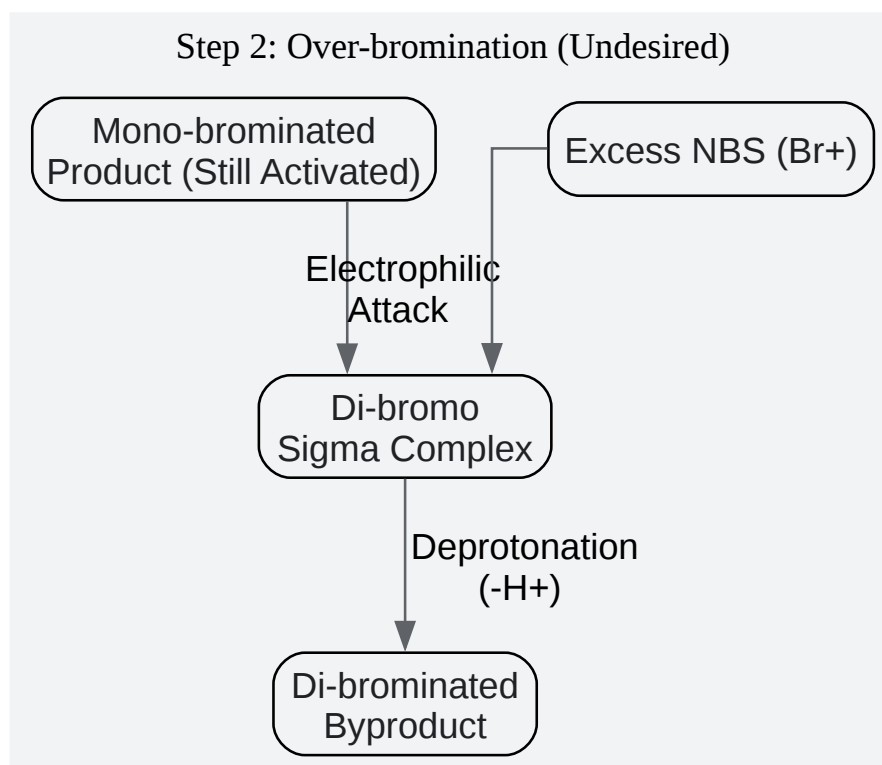 Step 2: Over-bromination (Undesired)
Mono-brominated
Product (Still Activated)
Excess NBS (Br+)
Electrophilic
Attack
Di-bromo
Sigma Complex
Deprotonation
(-H+)
Di-brominated
Byproduct